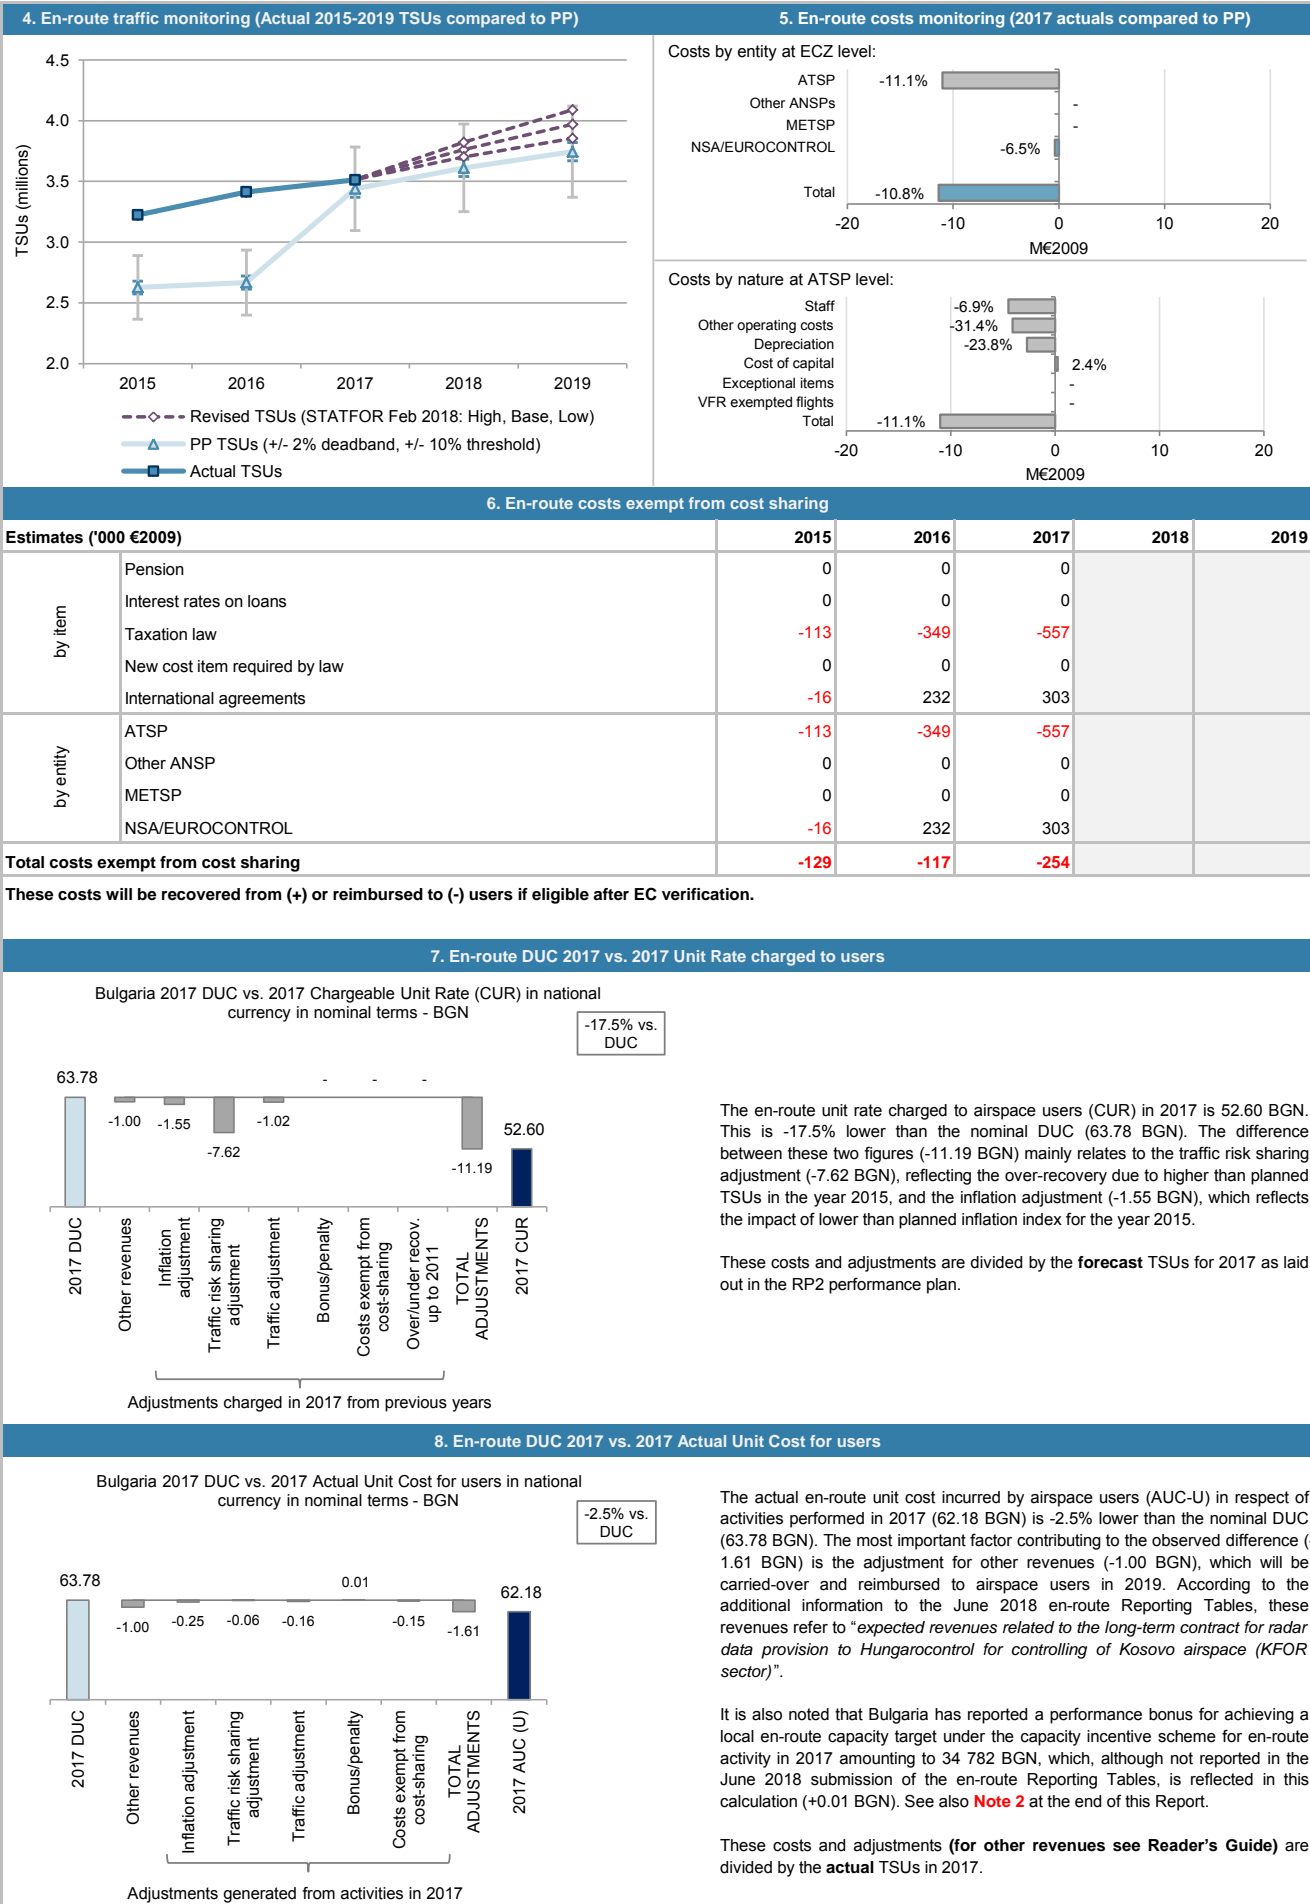 4. En-route traffic monitoring (Actual 2015-2019 TSUs compared to PP)
4.5
4.0
3.5
3.0
2.5
2.0
TSUs (millions)
2015 2016 2017 2018 2019
Revised TSUs (STATFOR Feb 2018: High, Base, Low)
PP TSUs (+/- 2% deadband, +/- 10% threshold)
Actual TSUs
5. En-route costs monitoring (2017 actuals compared to PP)
Costs by entity at ECZ level:
ATSP -11.1%
Other ANSPs -
METSP -
NSA/EUROCONTROL -6.5%
Total -10.8%
-20 -10 0 10 20
M€2009
Costs by nature at ATSP level:
Staff -6.9%
Other operating costs -31.4%
Depreciation -23.8%
Cost of capital 2.4%
Exceptional items -
VFR exempted flights -
Total -11.1%
-20 -10 0 10 20
M€2009
6. En-route costs exempt from cost sharing
Estimates ('000 €2009) 2015 2016 2017 2018 2019
by item
Pension 0 0 0
Interest rates on loans 0 0 0
Taxation law -113 -349 -557
New cost item required by law 0 0 0
International agreements -16 232 303
by entity
ATSP -113 -349 -557
Other ANSP 0 0 0
METSP 0 0 0
NSA/EUROCONTROL -16 232 303
Total costs exempt from cost sharing -129 -117 -254
These costs will be recovered from (+) or reimbursed to (-) users if eligible after EC verification.
7. En-route DUC 2017 vs. 2017 Unit Rate charged to users
Bulgaria 2017 DUC vs. 2017 Chargeable Unit Rate (CUR) in national
currency in nominal terms - BGN
-17.5% vs.
DUC
63.78
-1.00
-1.55
-7.62
-1.02
-
-
-
-11.19
52.60
2017 DUC
Other revenues
Inflation
adjustment
Traffic risk sharing
adjustment
Traffic adjustment
Bonus/penalty
Costs exempt from
cost-sharing
Over/under recov.
up to 2011
TOTAL
ADJUSTMENTS
2017 CUR
Adjustments charged in 2017 from previous years
The en-route unit rate charged to airspace users (CUR) in 2017 is 52.60 BGN.
This is -17.5% lower than the nominal DUC (63.78 BGN). The difference
between these two figures (-11.19 BGN) mainly relates to the traffic risk sharing
adjustment (-7.62 BGN), reflecting the over-recovery due to higher than planned
TSUs in the year 2015, and the inflation adjustment (-1.55 BGN), which reflects
the impact of lower than planned inflation index for the year 2015.
These costs and adjustments are divided by the forecast TSUs for 2017 as laid
out in the RP2 performance plan.
8. En-route DUC 2017 vs. 2017 Actual Unit Cost for users
Bulgaria 2017 DUC vs. 2017 Actual Unit Cost for users in national
currency in nominal terms - BGN
-2.5% vs.
DUC
63.78
-1.00
-0.25
-0.06
-0.16
0.01
-0.15
-1.61
62.18
2017 DUC
Other revenues
Inflation adjustment
Traffic risk sharing
adjustment
Traffic adjustment
Bonus/penalty
Costs exempt from
cost-sharing
TOTAL
ADJUSTMENTS
2017 AUC (U)
Adjustments generated from activities in 2017
The actual en-route unit cost incurred by airspace users (AUC-U) in respect of
activities performed in 2017 (62.18 BGN) is -2.5% lower than the nominal DUC
(63.78 BGN). The most important factor contributing to the observed difference (-
1.61 BGN) is the adjustment for other revenues (-1.00 BGN), which will be
carried-over and reimbursed to airspace users in 2019. According to the
additional information to the June 2018 en-route Reporting Tables, these
revenues refer to “expected revenues related to the long-term contract for radar
data provision to Hungarocontrol for controlling of Kosovo airspace (KFOR
sector)”.
It is also noted that Bulgaria has reported a performance bonus for achieving a
local en-route capacity target under the capacity incentive scheme for en-route
activity in 2017 amounting to 34 782 BGN, which, although not reported in the
June 2018 submission of the en-route Reporting Tables, is reflected in this
calculation (+0.01 BGN). See also Note 2 at the end of this Report.
These costs and adjustments (for other revenues see Reader’s Guide) are
divided by the actual TSUs in 2017.